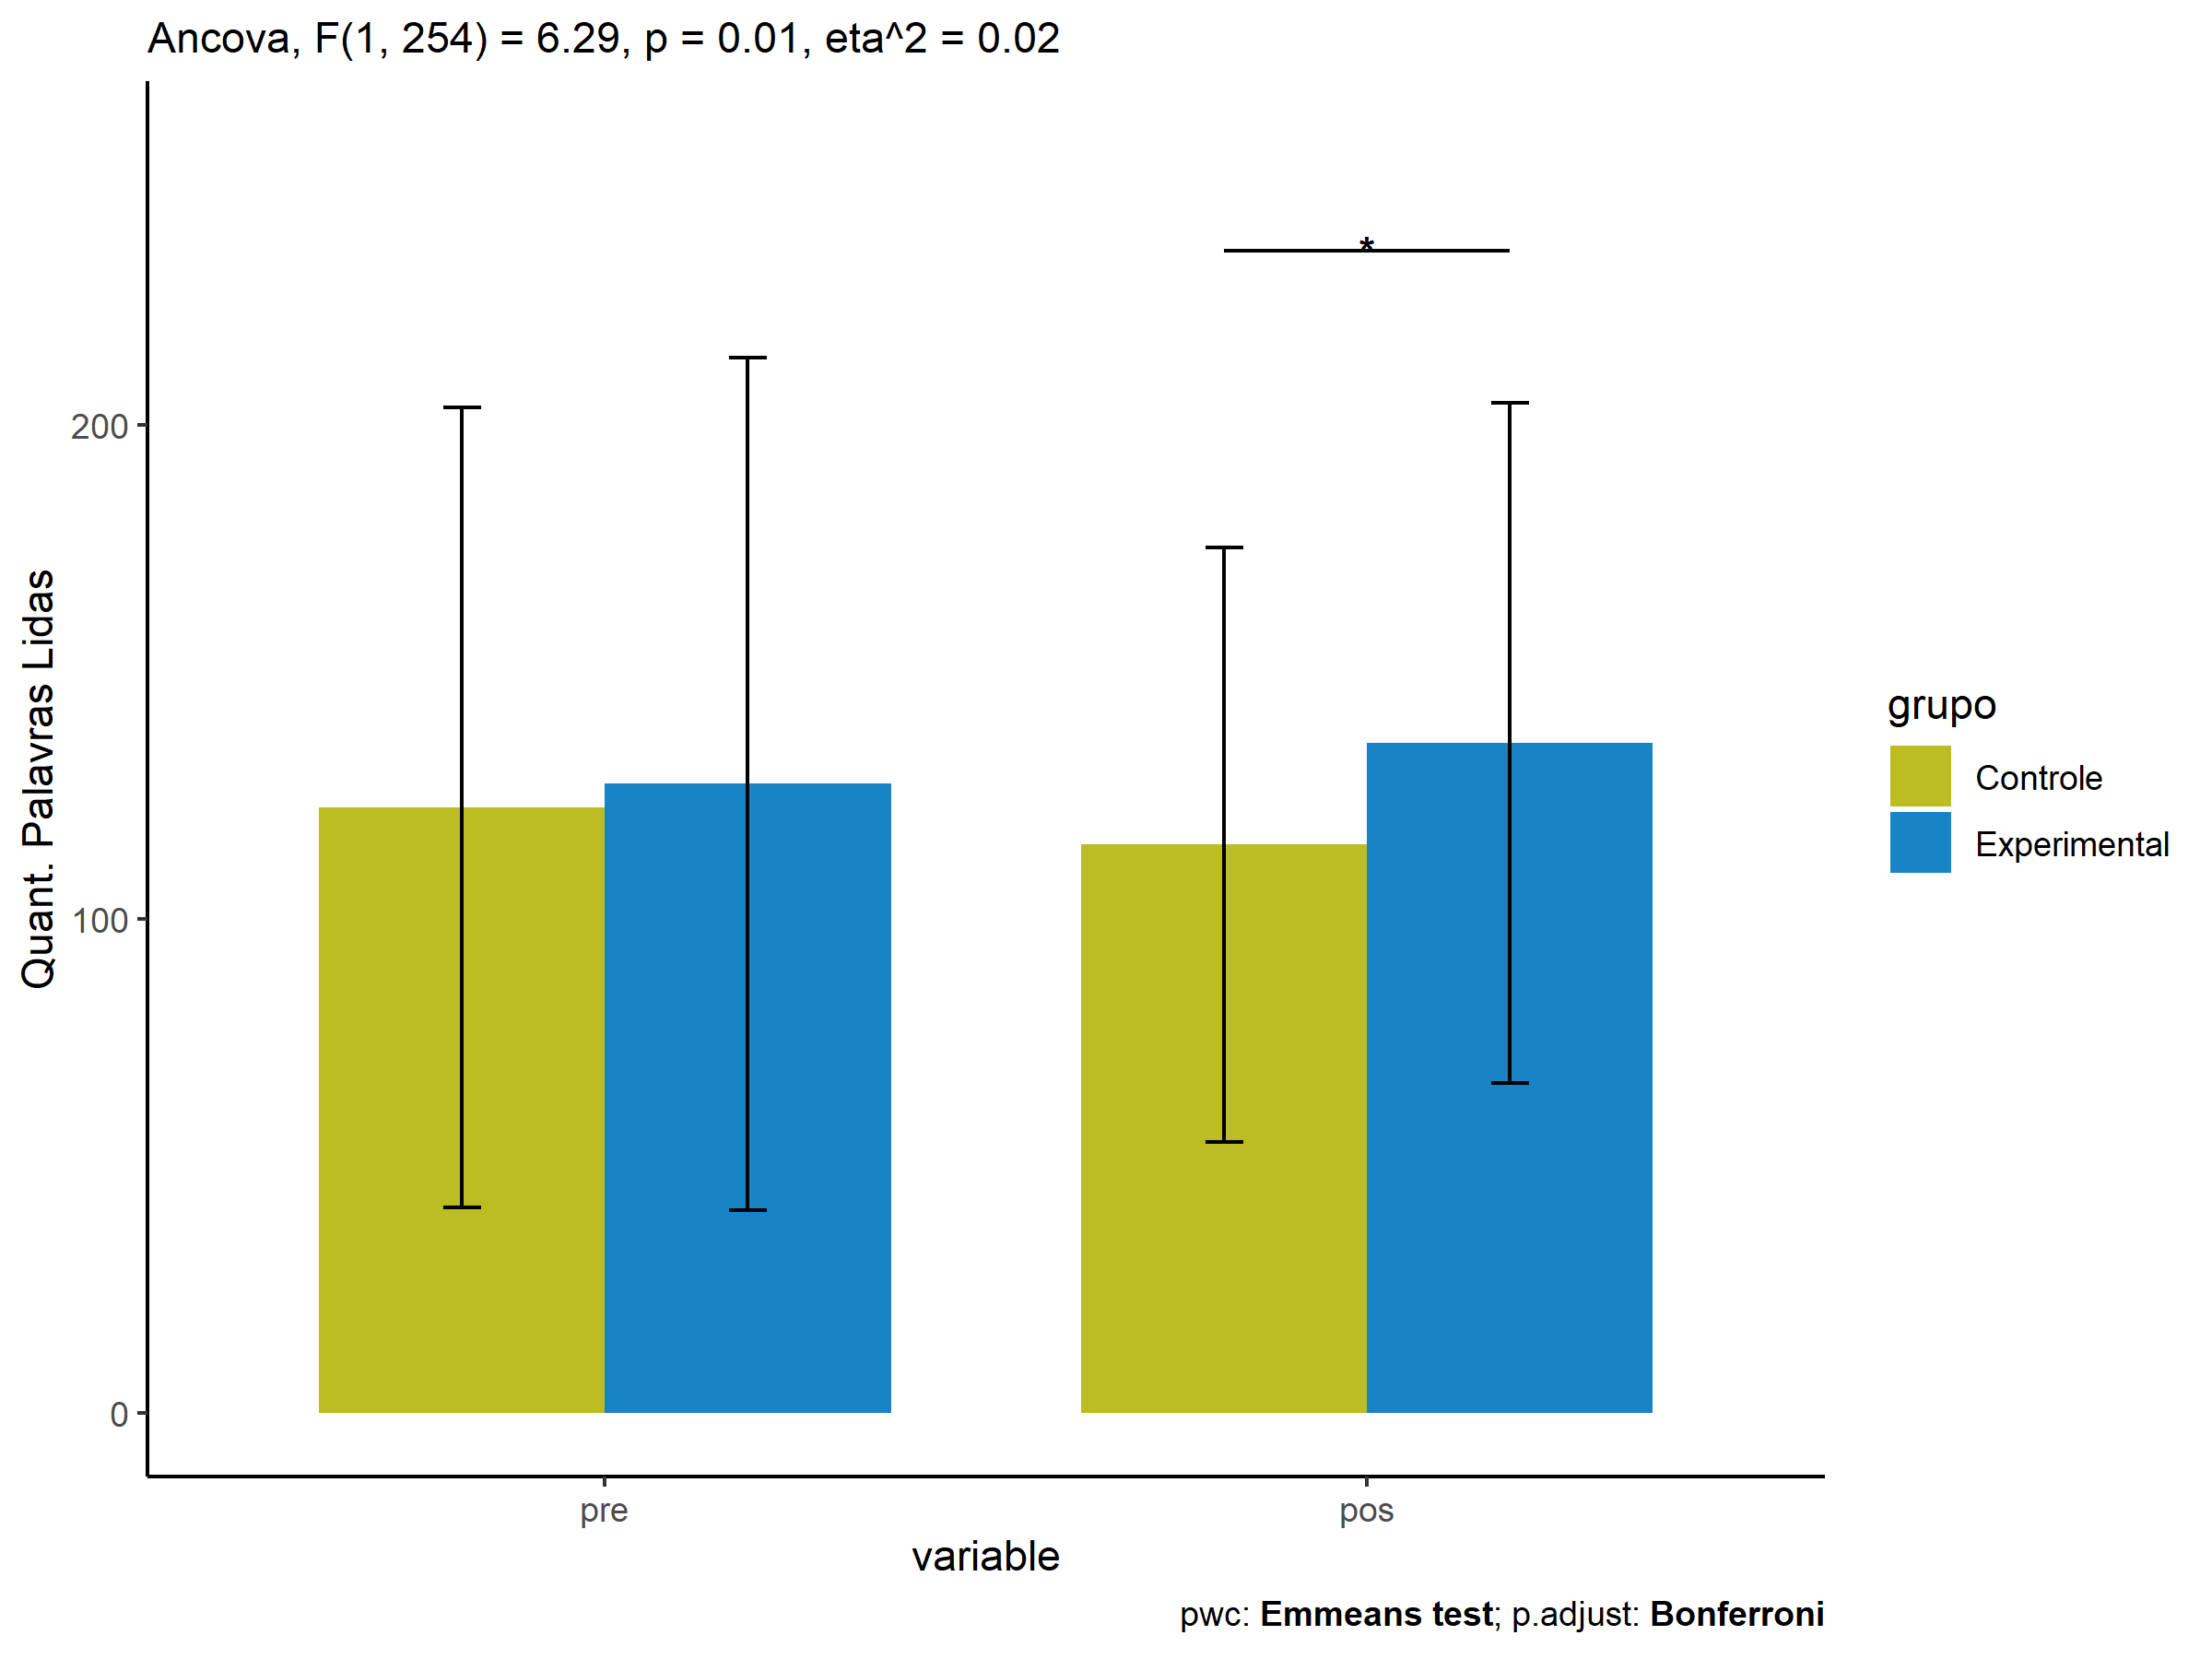 Ancova, F(1, 254) = 6.29, p = 0.01, eta^2 = 0.02
*
200
100
0
Quant. Palavras Lidas
pre
pos
variable
grupo
Controle
Experimental
pwc: Emmeans test; p.adjust: Bonferroni